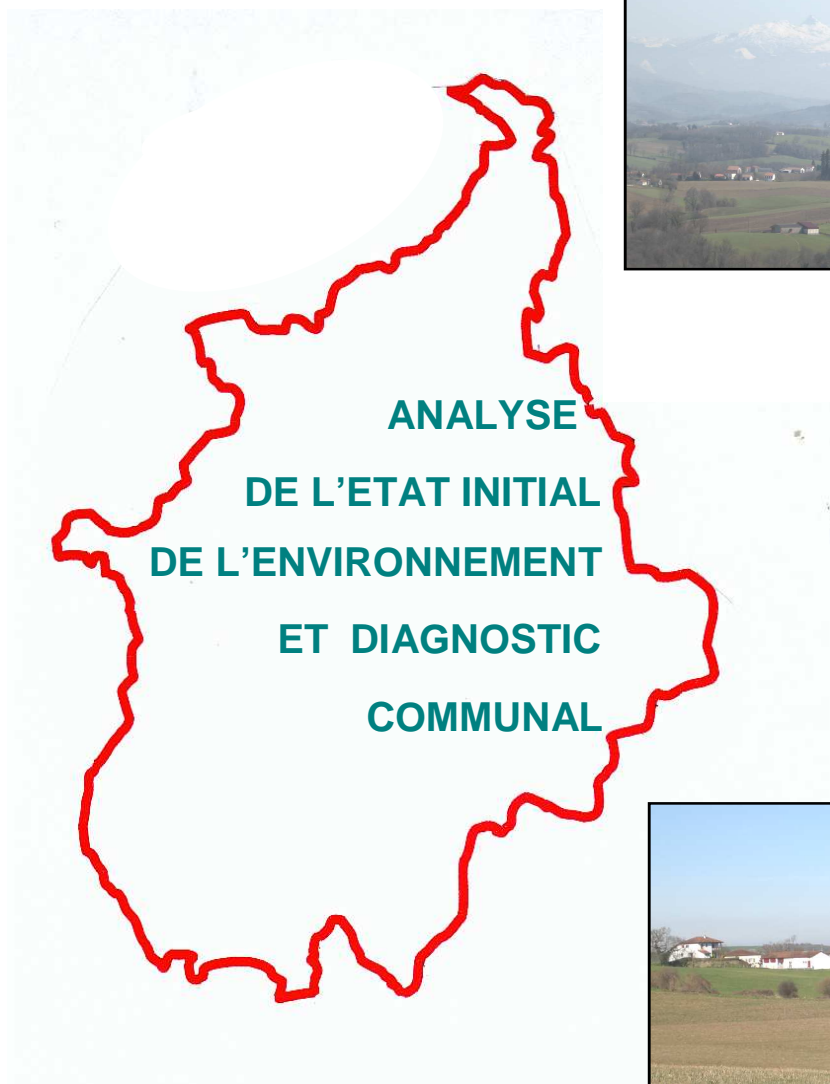 ANALYSE
DE L'ETAT INITIAL
DE L'ENVIRONNEMENT
ET DIAGNOSTIC
COMMUNAL